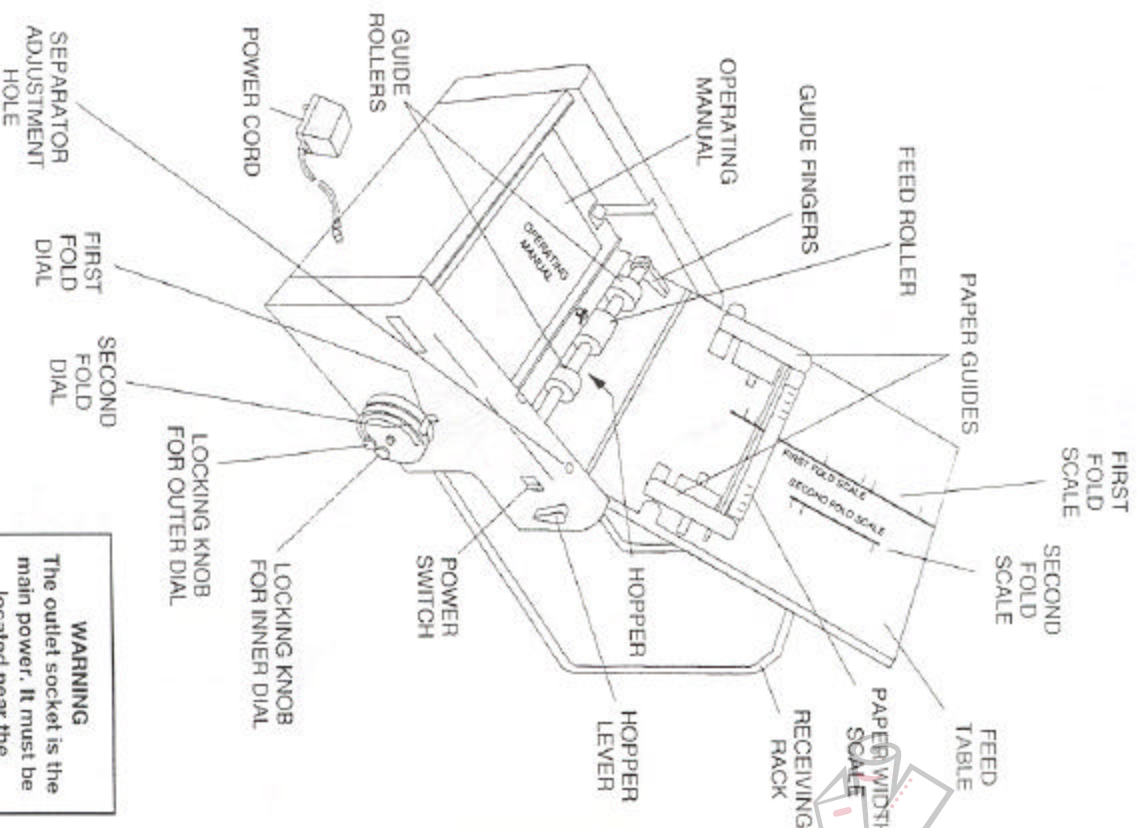 FIRST
FOLD
SCALE
SECOND
FOLD
SCALE
FEED
TABLE
PAPER GUIDES
FEED ROLLER
FIRST FOLD SCALE
SECOND FOLD SCALE
PAPER WIDTH
SCALE
GUIDE FINGERS
RECEIVING
RACK
OPERATING
MANUAL
HOPPER
HOPPER
LEVER
OPERATING
MANUAL
POWER
SWITCH
GUIDE
ROLLERS
POWER CORD
LOCKING KNOB
FOR INNER DIAL
LOCKING KNOB
FOR OUTER DIAL
SECOND
FOLD
DIAL
FIRST
FOLD
DIAL
SEPARATOR
ADJUSTMENT
HOLE
WARNING
The outlet socket is the
main power. It must be
located near the